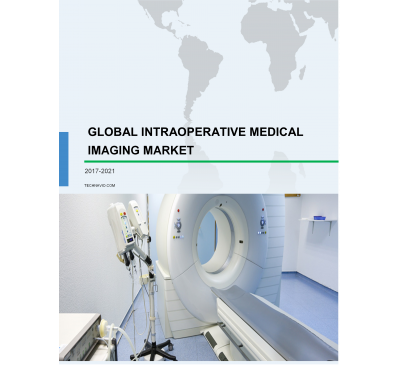 GLOBAL INTRAOPERATIVE MEDICAL
IMAGING MARKET
2017-2021
TECHNAVIO.COM